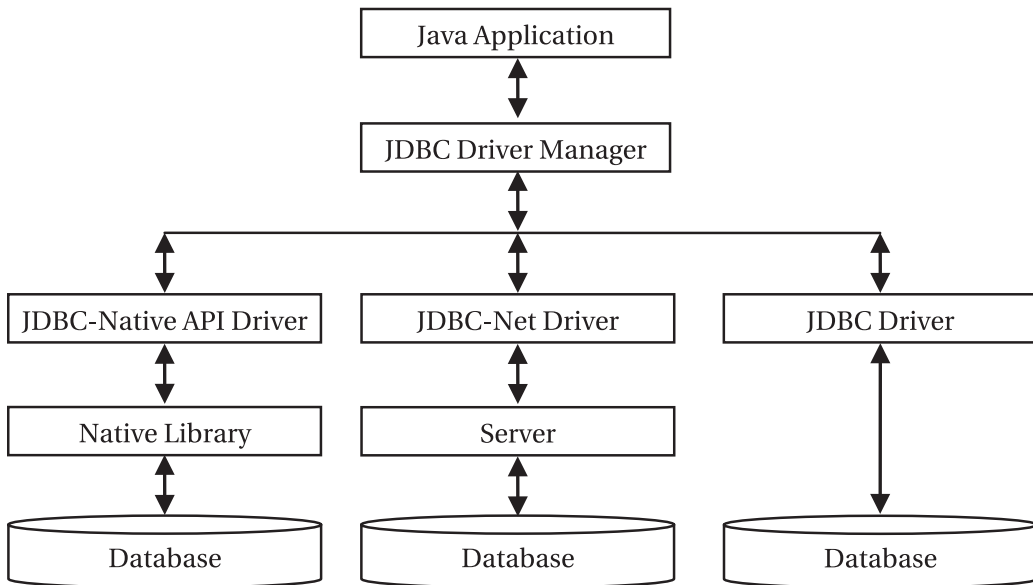 Java Application
JDBC Driver Manager
JDBC-Native API Driver
JDBC-Net Driver
JDBC Driver
Native Library
Server
Database
Database
Database